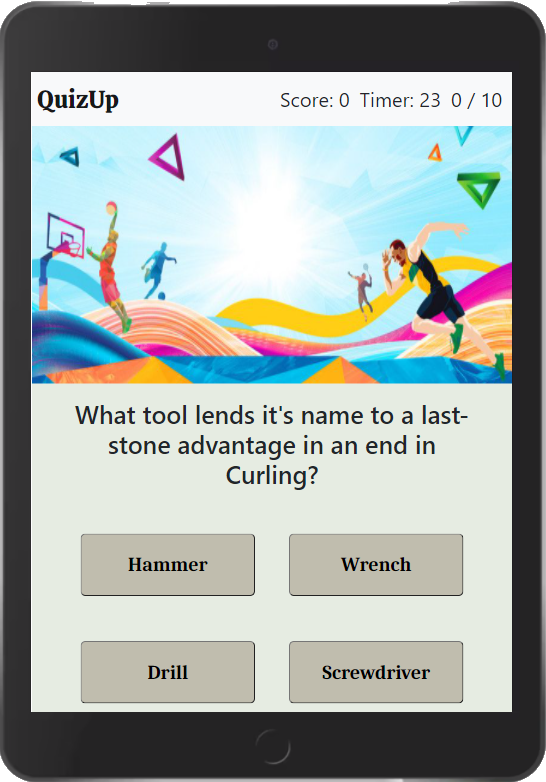 QuizUp Score: 0 Timer: 23 0 / 10
What tool lends it's name to a last-
stone advantage in an end in
Curling?
Hammer Wrench
Drill Screwdriver